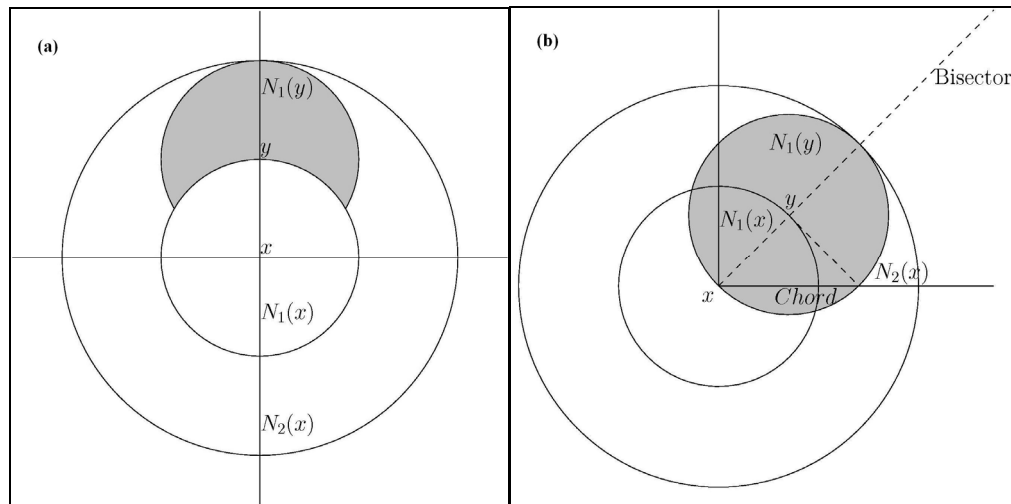 (a)
N₁(y)
y
x
N₁(x)
N₂(x)
(b)
Bisector
N₁(y)
y
N₁(x)
N₂(x)
x
Chord